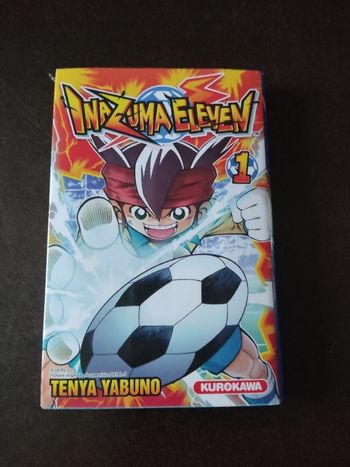 INAZUMA ELEVEN
1
TENYA YABUNO
KUROKAWA